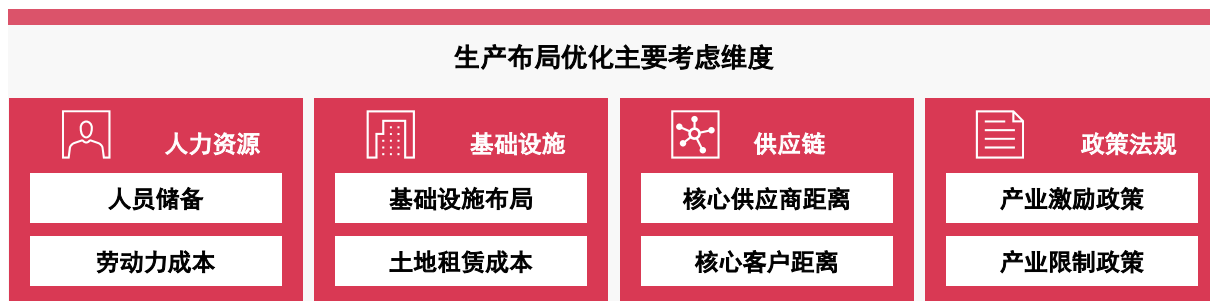 生产布局优化主要考虑维度
人力资源
人员储备
劳动力成本
基础设施
基础设施布局
土地租赁成本
供应链
核心供应商距离
核心客户距离
政策法规
产业激励政策
产业限制政策